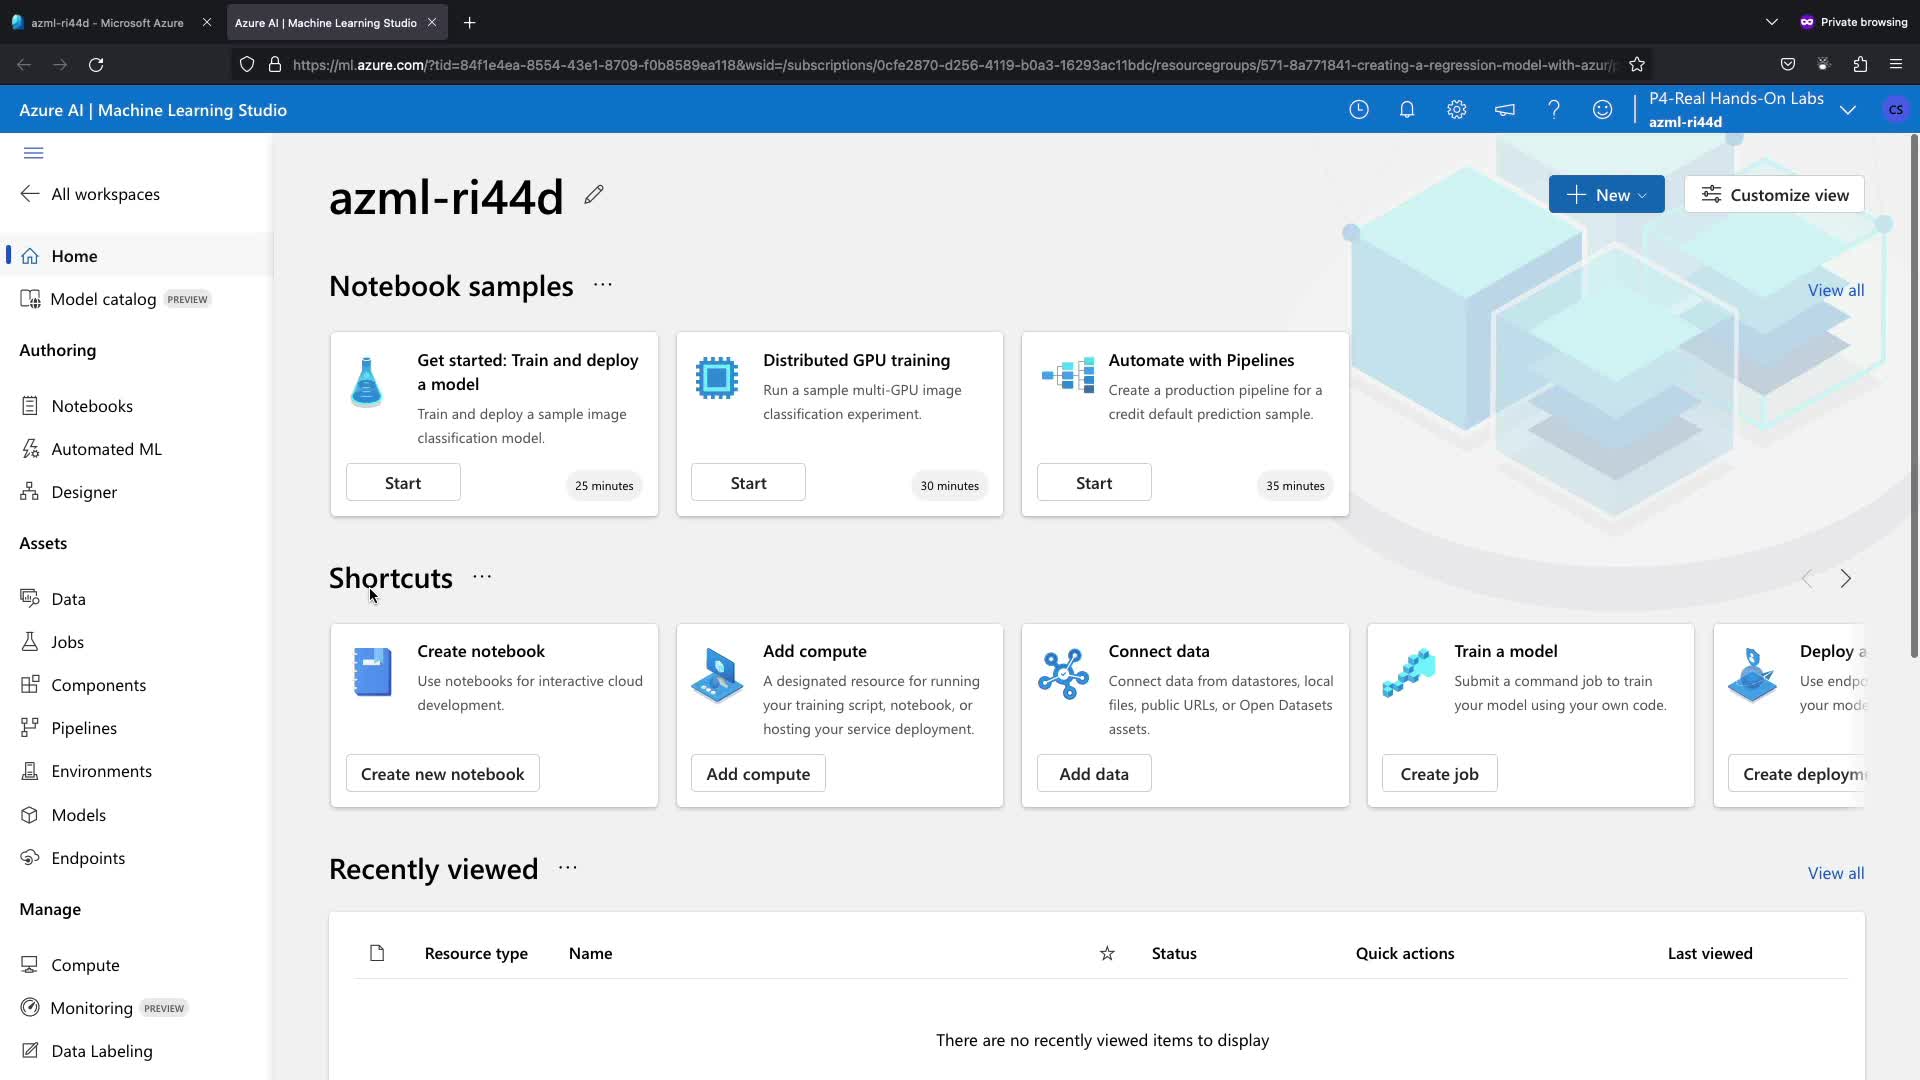 azml-ri44d - Microsoft Azure
Azure AI | Machine Learning Studio
Private browsing
https://ml.azure.com/?tid=84f1e4ea-8554-43e1-8709-f0b8589ea118&wsid=/subscriptions/0cfe2870-d256-4119-b0a3-16293ac11bdc/resourcegroups/571-8a771841-creating-a-regression-model-with-azur/
Azure AI | Machine Learning Studio
P4-Real Hands-On Labs
azml-ri44d
CS
All workspaces
Home
Model catalog PREVIEW
Authoring
Notebooks
Automated ML
Designer
Assets
Data
Jobs
Components
Pipelines
Environments
Models
Endpoints
Manage
Compute
Monitoring PREVIEW
Data Labeling
azml-ri44d
New
Customize view
Notebook samples
View all
Get started: Train and deploy
a model
Train and deploy a sample image
classification model.
Start
25 minutes
Distributed GPU training
Run a sample multi-GPU image
classification experiment.
Start
30 minutes
Automate with Pipelines
Create a production pipeline for a
credit default prediction sample.
Start
35 minutes
Shortcuts
Create notebook
Use notebooks for interactive cloud
development.
Create new notebook
Add compute
A designated resource for running
your training script, notebook, or
hosting your service deployment.
Add compute
Connect data
Connect data from datastores, local
files, public URLs, or Open Datasets
assets.
Add data
Train a model
Submit a command job to train
your model using your own code.
Create job
Deploy a
Use endpo
your mode
Create deployme
Recently viewed
View all
Resource type
Name
Status
Quick actions
Last viewed
There are no recently viewed items to display